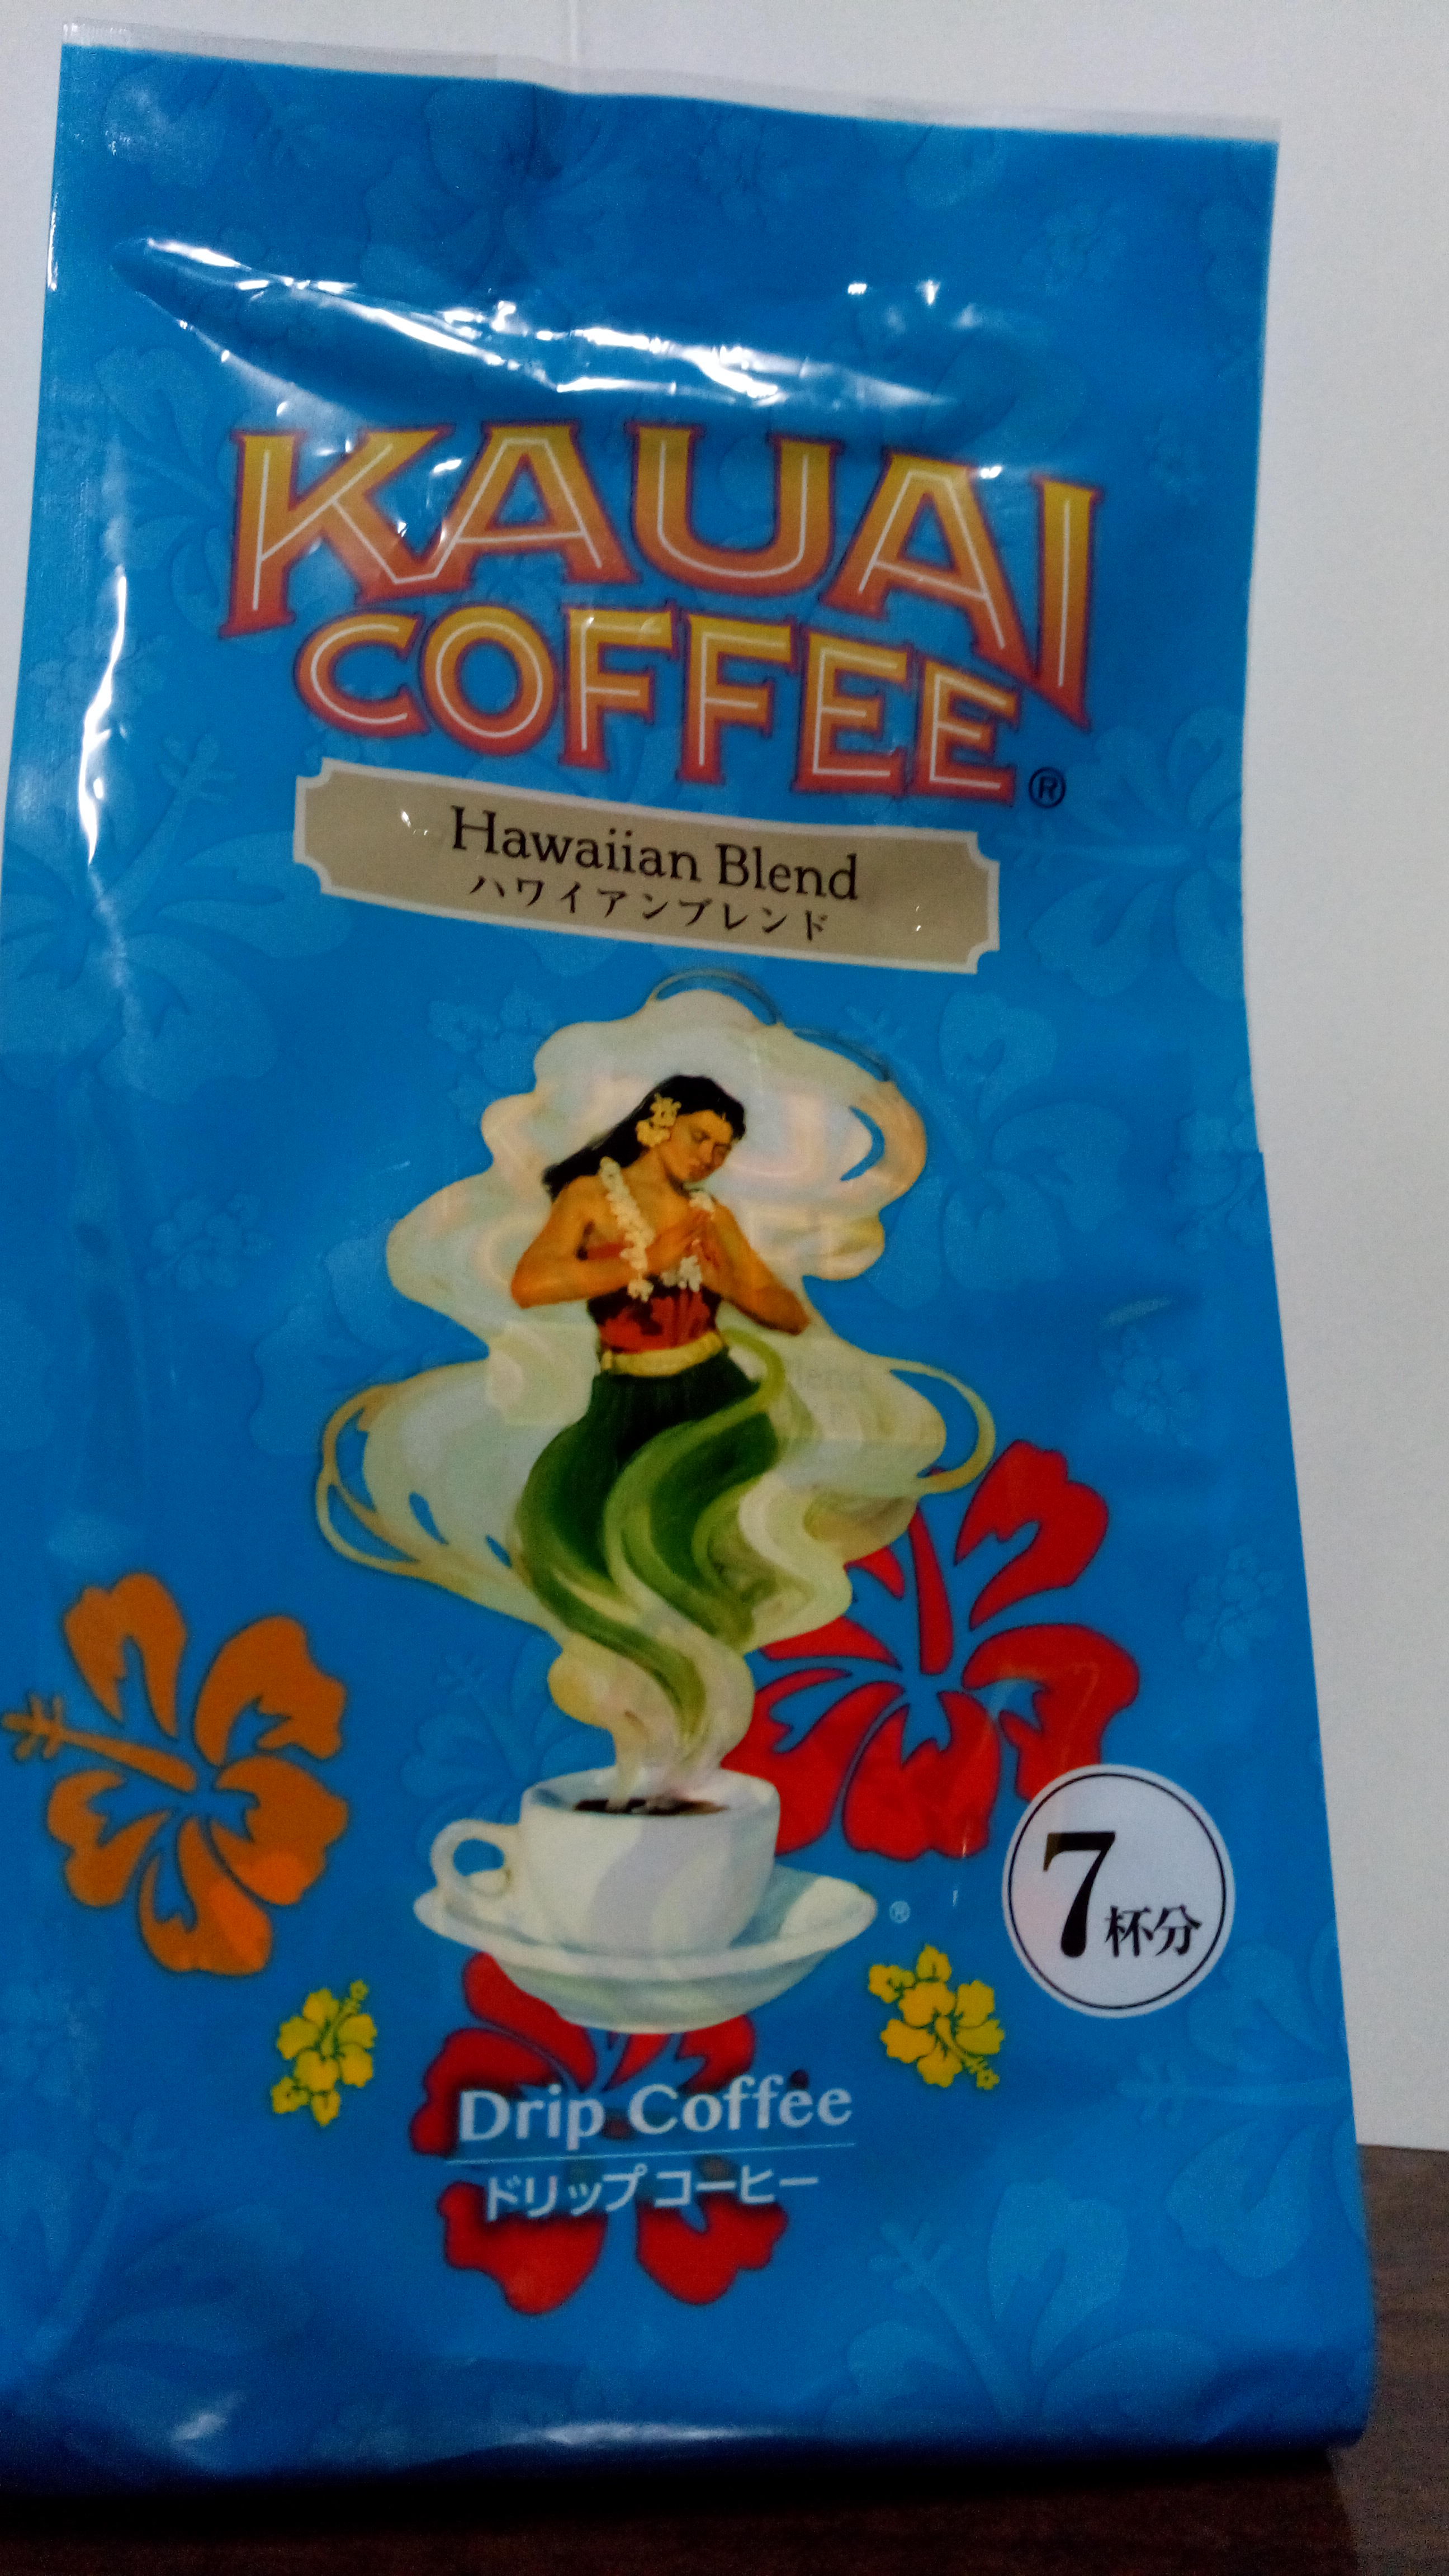 KAUAI
COFFEE®
Hawaiian Blend
ハワイアンブレンド
®
7杯分
Drip Coffee
ドリップ コーヒー